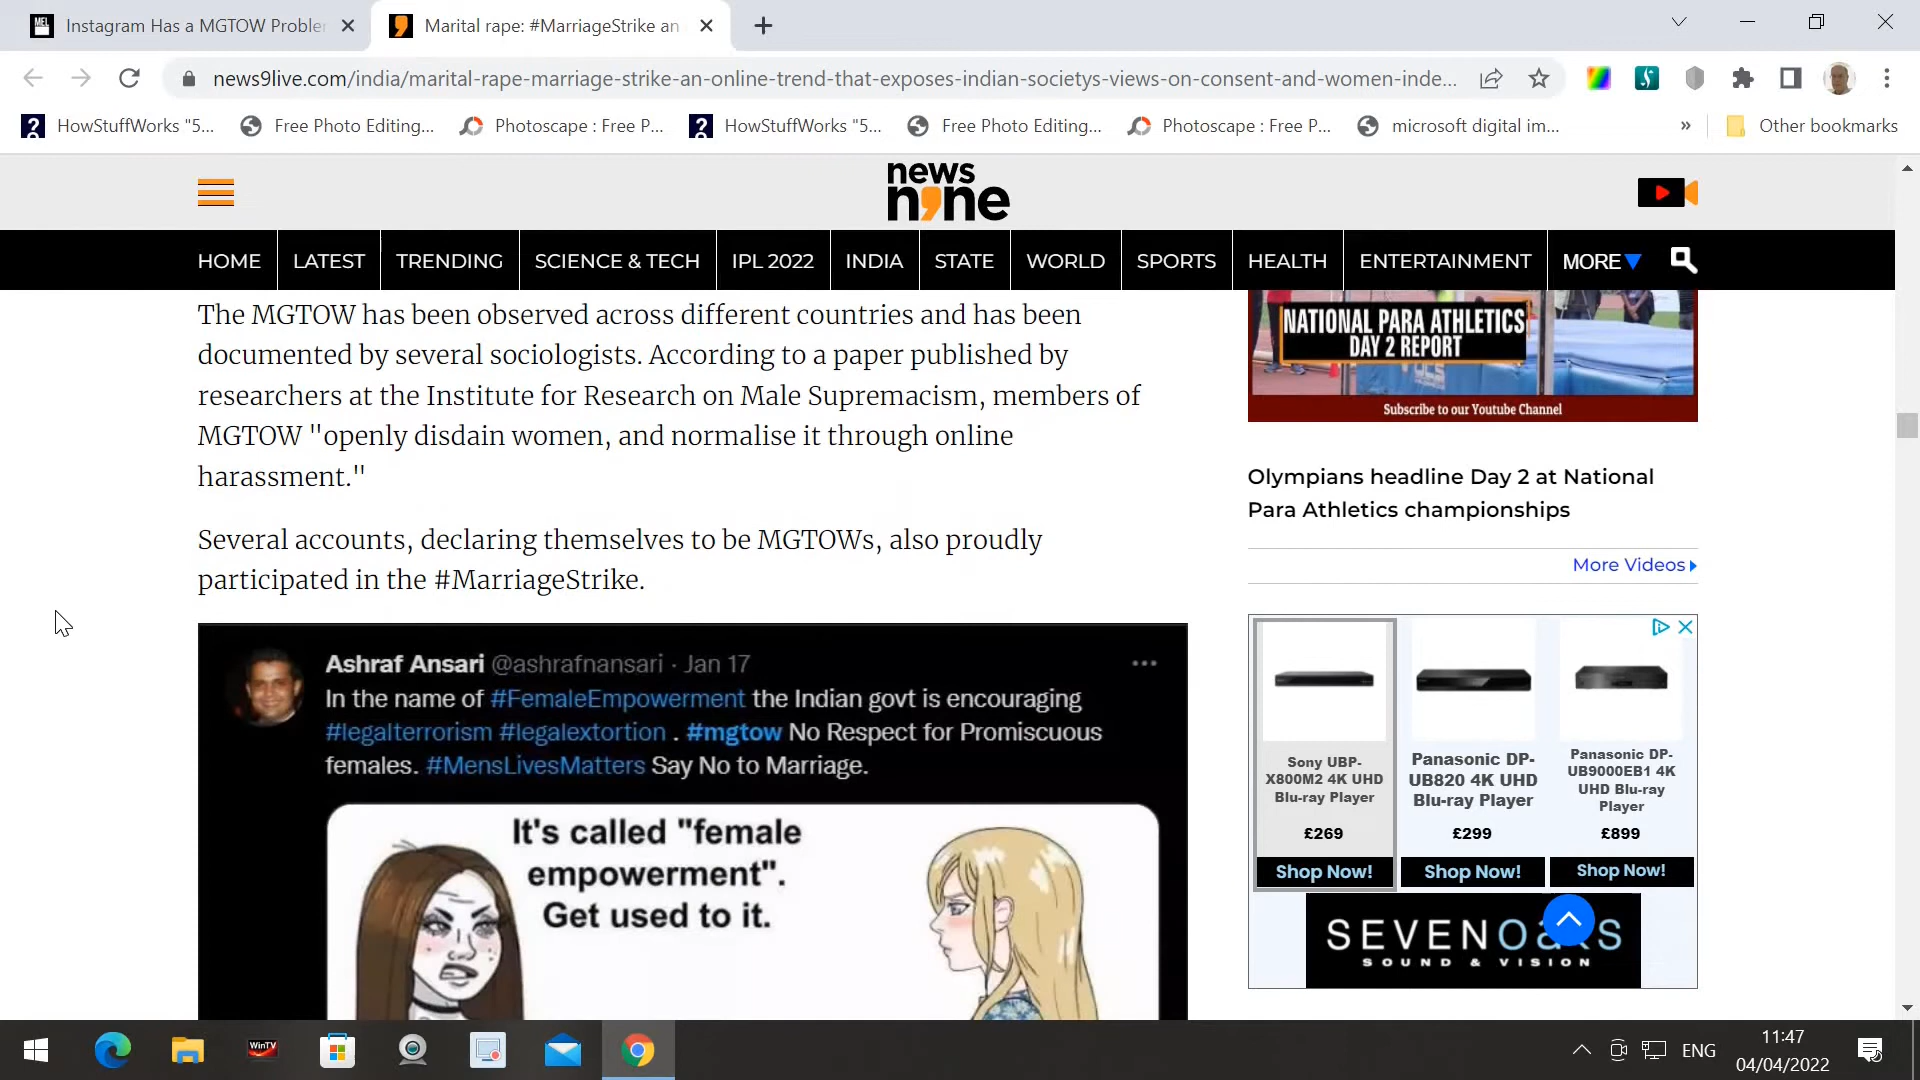 Instagram Has a MGTOW Proble
Marital rape: #MarriageStrike an
news9live.com/india/marital-rape-marriage-strike-an-online-trend-that-exposes-indian-societys-views-on-consent-and-women-inde...
HowStuffWorks "5...
Free Photo Editing...
Photoscape : Free P...
HowStuffWorks "5...
Free Photo Editing...
Photoscape : Free P...
microsoft digital im...
»
Other bookmarks
news
n9ne
HOME
LATEST
TRENDING
SCIENCE & TECH
IPL 2022
INDIA
STATE
WORLD
SPORTS
HEALTH
ENTERTAINMENT
MORE
The MGTOW has been observed across different countries and has been
documented by several sociologists. According to a paper published by
researchers at the Institute for Research on Male Supremacism, members of
MGTOW "openly disdain women, and normalise it through online
harassment."
Several accounts, declaring themselves to be MGTOWs, also proudly
participated in the #MarriageStrike.
Ashraf Ansari @ashrafnansari · Jan 17
In the name of #FemaleEmpowerment the Indian govt is encouraging
#legalterrorism #legalextortion . #mgtow No Respect for Promiscuous
females. #MensLivesMatters Say No to Marriage.
It's called "female
empowerment".
Get used to it.
NATIONAL PARA ATHLETICS
DAY 2 REPORT
Subscribe to our Youtube Channel
Olympians headline Day 2 at National
Para Athletics championships
More Videos
Sony UBP-
X800M2 4K UHD
Blu-ray Player
£269
Shop Now!
Panasonic DP-
UB820 4K UHD
Blu-ray Player
£299
Shop Now!
Panasonic DP-
UB9000EB1 4K
UHD Blu-ray
Player
£899
Shop Now!
SEVENOaKS
SOUND & VISION
WinTV
ENG
11:47
04/04/2022